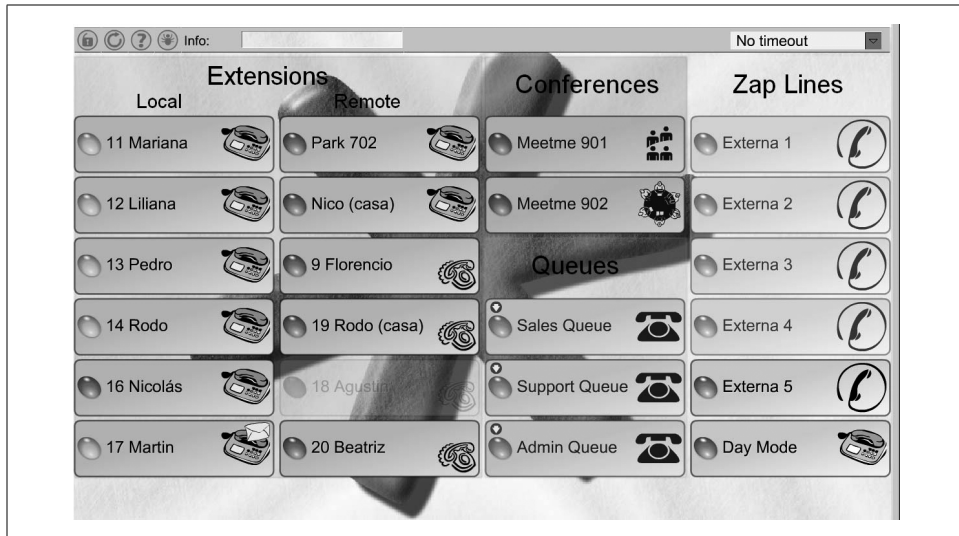 Info:
No timeout
Extensions
Conferences
Zap Lines
Local
Remote
11 Mariana
Park 702
Meetme 901
Externa 1
12 Liliana
Nico (casa)
Meetme 902
Externa 2
13 Pedro
9 Florencio
Queues
Externa 3
14 Rodo
19 Rodo (casa)
Sales Queue
Externa 4
16 Nicolás
18 Agustin
Support Queue
Externa 5
17 Martin
20 Beatriz
Admin Queue
Day Mode